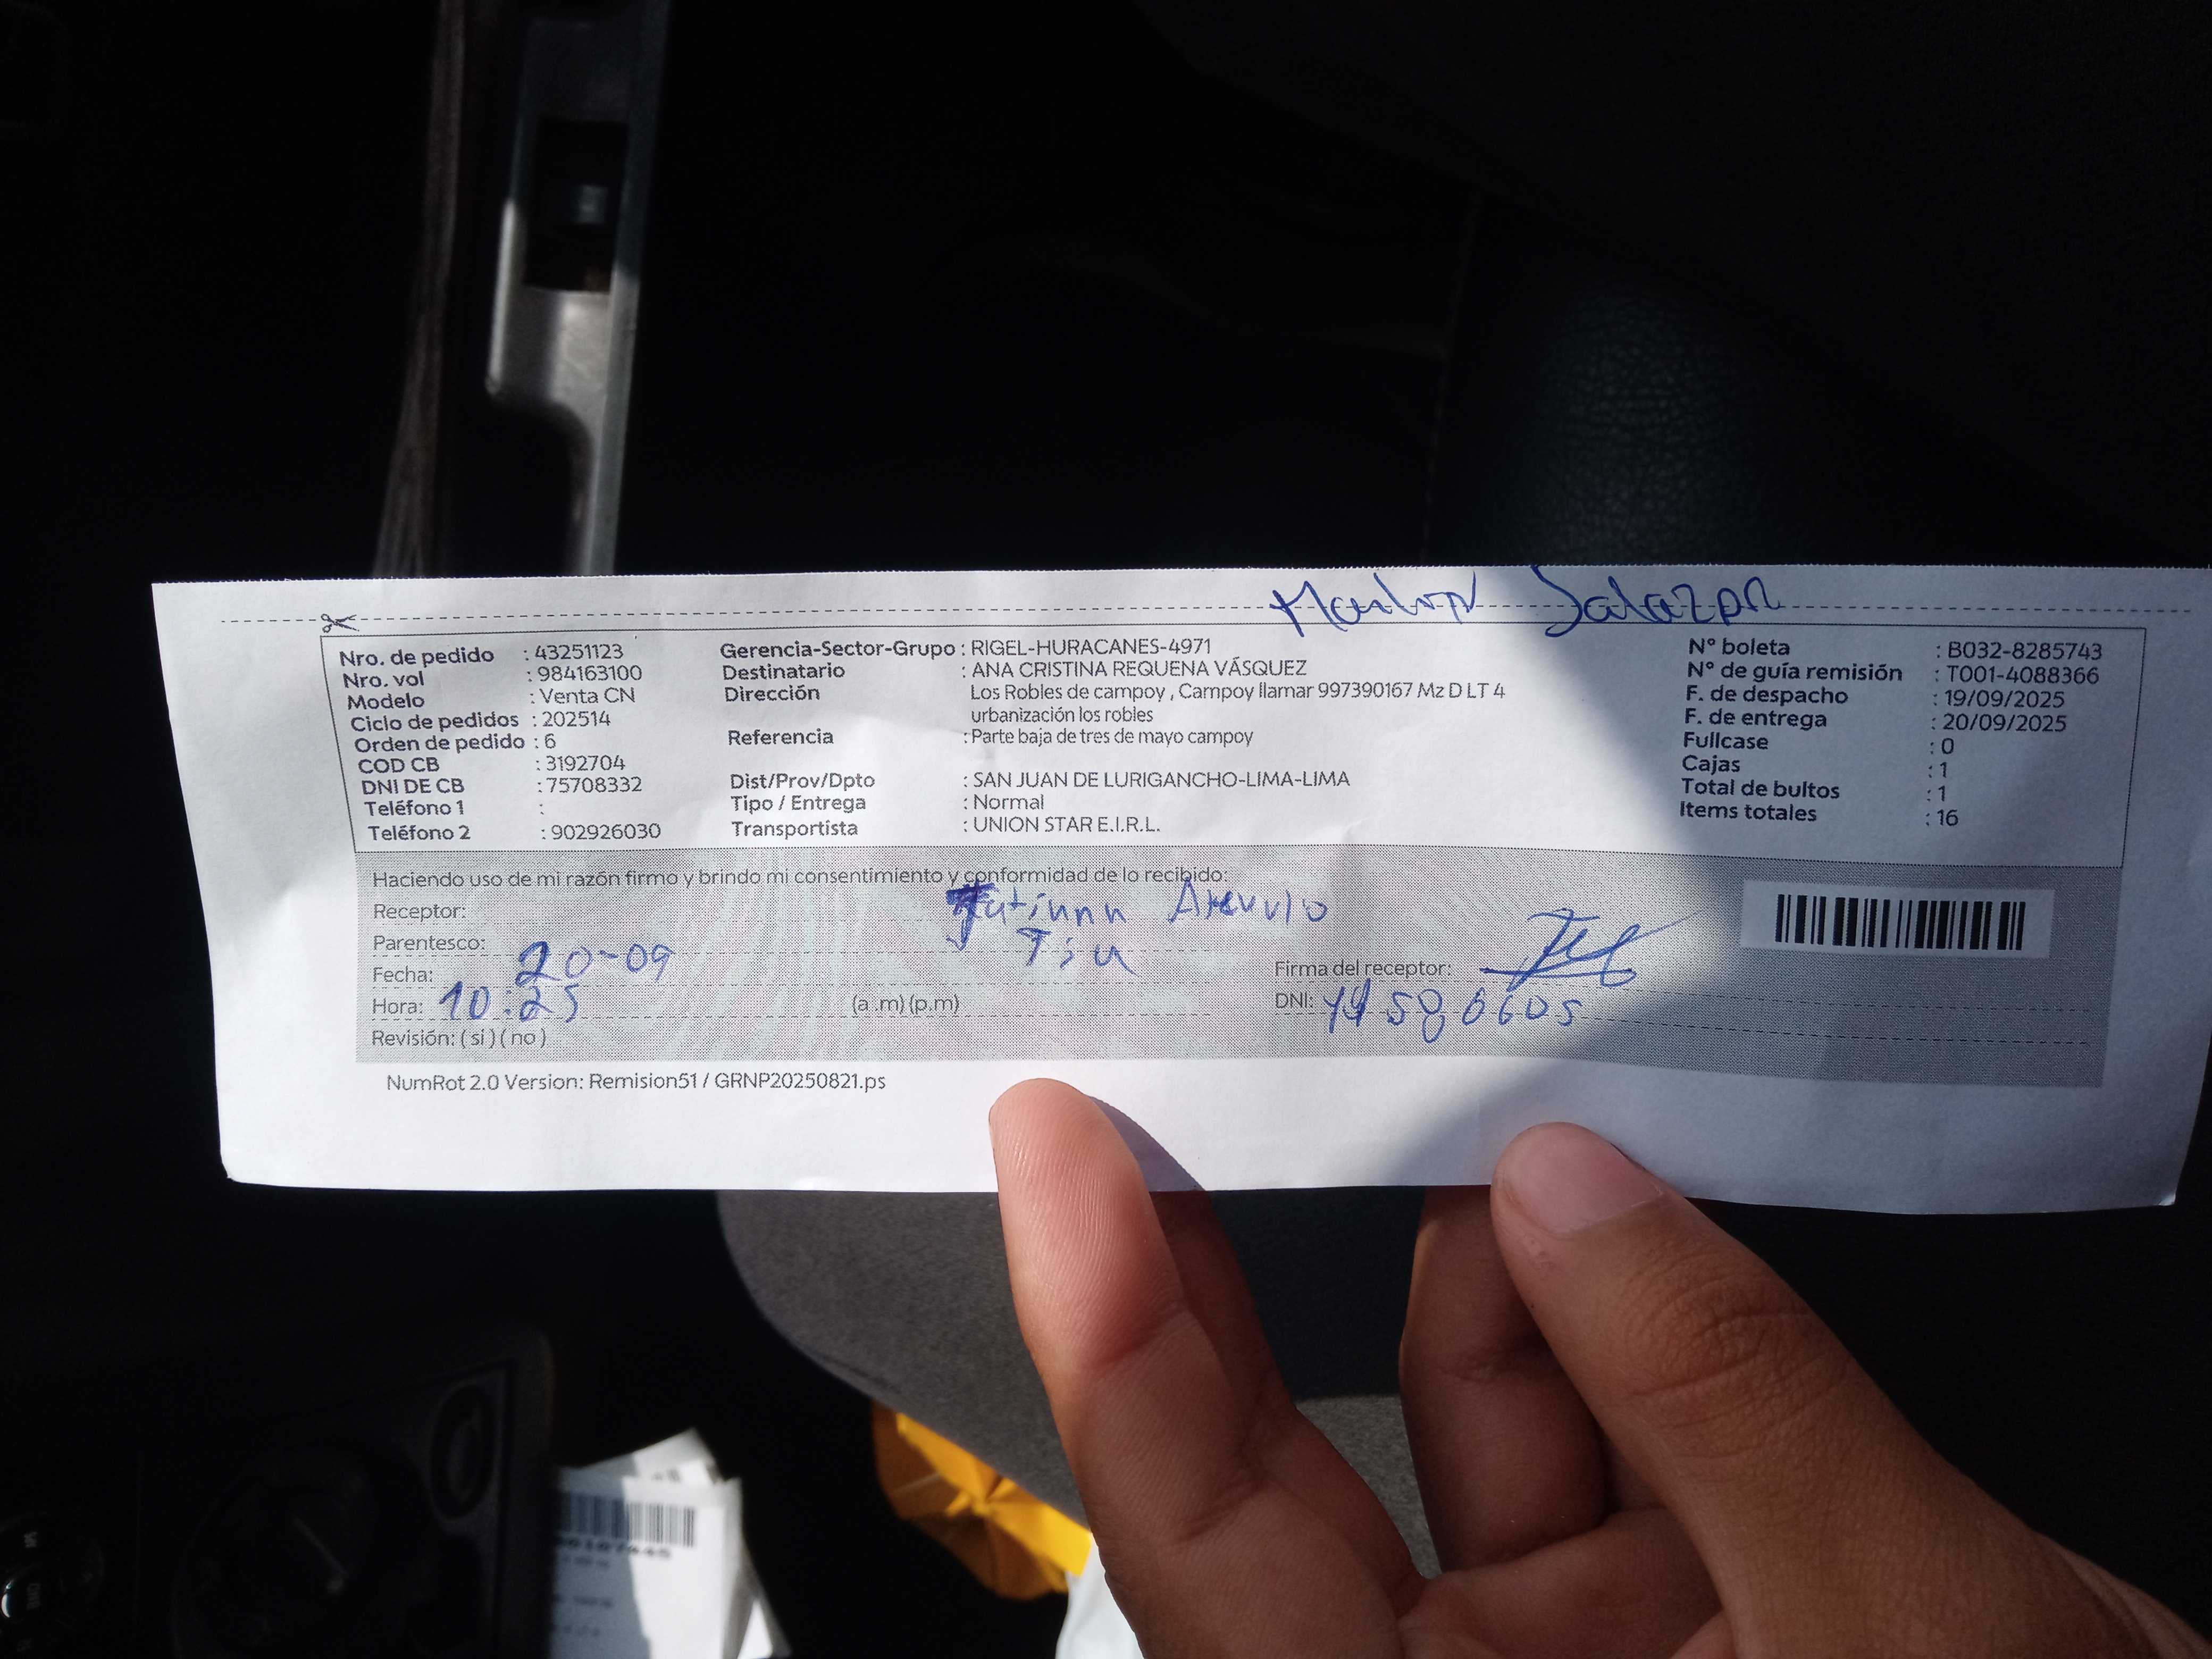 Salazar
Nro. de pedido : 43251123
Nro. vol : 984163100
Modelo : Venta CN
Ciclo de pedidos : 202514
Orden de pedido : 6
COD CB : 3192704
DNI DE CB : 75708332
Teléfono 1 :
Teléfono 2 : 902926030
Gerencia-Sector-Grupo : RIGEL-HURACANES-4971
Destinatario : ANA CRISTINA REQUENA VÁSQUEZ
Dirección Los Robles de campoy , Campoy llamar 997390167 Mz D LT 4
urbanización los robles
Referencia : Parte baja de tres de mayo campoy
Dist/Prov/Dpto : SAN JUAN DE LURIGANCHO-LIMA-LIMA
Tipo / Entrega : Normal
Transportista : UNION STAR E.I.R.L.
N° boleta : B032-8285743
N° de guía remisión : T001-4088366
F. de despacho : 19/09/2025
F. de entrega : 20/09/2025
Fullcase : 0
Cajas : 1
Total de bultos : 1
Items totales : 16
Haciendo uso de mi razón firmo y brindo mi consentimiento y conformidad de lo recibido:
Receptor:
Parentesco: Tia
Fecha: 20-09
Hora: 10:25 (a.m) (p.m)
Revisión: ( si ) ( no )
Firma del receptor:
DNI:
NumRot 2.0 Version: Remision51 / GRNP20250821.ps